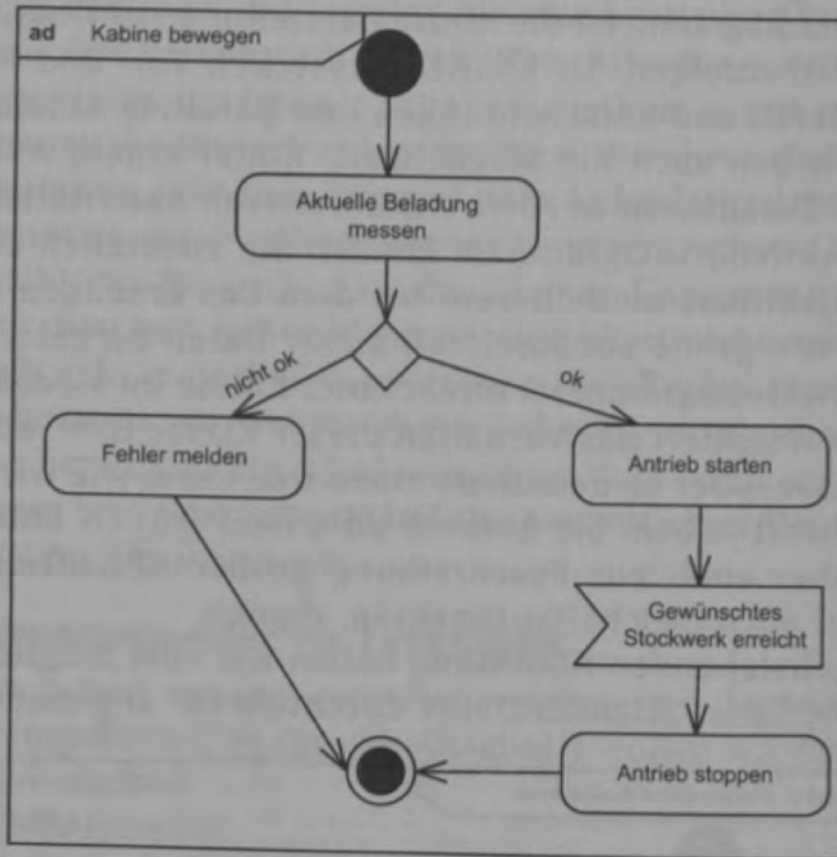 ad Kabine bewegen
Aktuelle Beladung
messen
nicht ok
ok
Fehler melden
Antrieb starten
Gewünschtes
Stockwerk erreicht
Antrieb stoppen